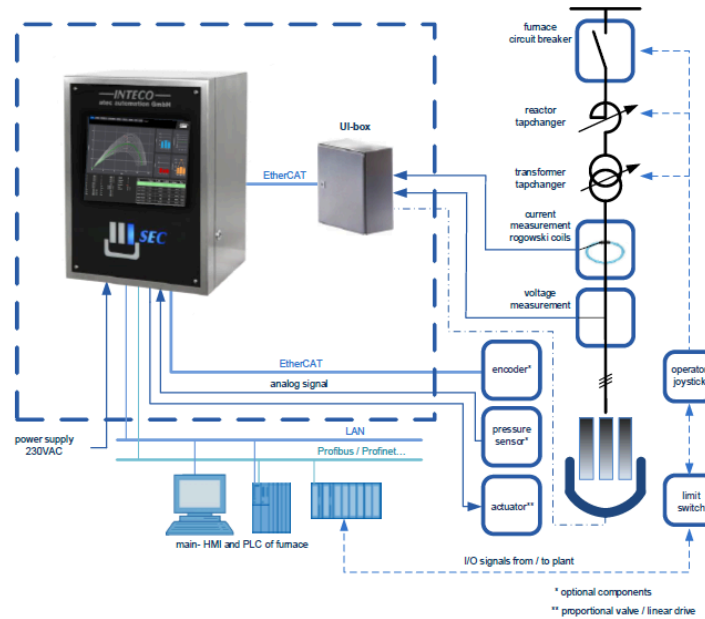 furnace
circuit breaker
INTECO
atec automation GmbH
UI-box
reactor
tapchanger
EtherCAT
transformer
tapchanger
SEC
current
measurement
rogowski coils
voltage
measurement
EtherCAT
encoder*
analog signal
operator
joystick
power supply
230VAC
LAN
Profibus / Profinet...
pressure
sensor*
actuator**
limit
switch
main- HMI and PLC of furnace
I/O signals from / to plant
* optional components
** proportional valve / linear drive